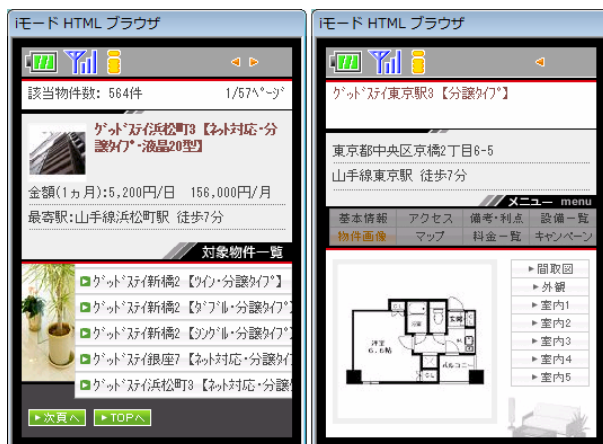 iモード HTML ブラウザ
該当物件数: 564件 1/57ﾍﾟｰｼﾞ
ｸﾞｯﾄﾞｽﾃｲ浜松町3【ﾈｯﾄ対応・分
譲ﾀｲﾌﾟ・液晶20型】
金額(1ヵ月):5,200円/日 156,000円/月
最寄駅:山手線浜松町駅 徒歩7分
対象物件一覧
ｸﾞｯﾄﾞｽﾃｲ新橋2【ﾂｲﾝ・分譲ﾀｲﾌﾟ】
ｸﾞｯﾄﾞｽﾃｲ新橋2【ﾀﾞﾌﾞﾙ・分譲ﾀｲﾌﾟ】
ｸﾞｯﾄﾞｽﾃｲ新橋2【ｼﾝｸﾞﾙ・分譲ﾀｲﾌﾟ】
ｸﾞｯﾄﾞｽﾃｲ銀座7【ﾈｯﾄ対応・分譲ﾀｲ
ｸﾞｯﾄﾞｽﾃｲ浜松町3【ﾈｯﾄ対応・分譲
次頁へ TOPへ
iモード HTML ブラウザ
ｸﾞｯﾄﾞｽﾃｲ東京駅3【分譲ﾀｲﾌﾟ】
東京都中央区京橋2丁目6-5
山手線東京駅 徒歩7分
メニュー menu
基本情報 アクセス 備考・利点 設備一覧
物件画像 マップ 料金一覧 キャンペーン
間取図
外観
室内1
室内2
室内3
室内4
室内5
洋室
6.6帖
バルコニー
玄関